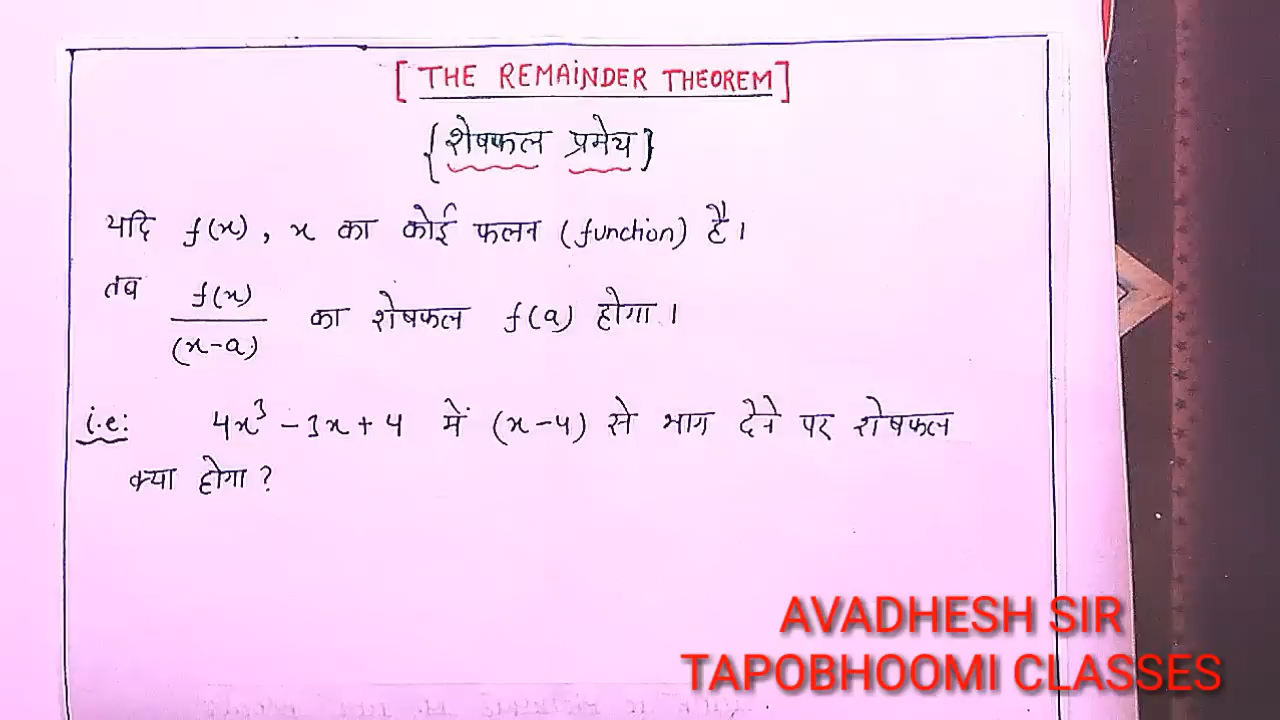 [THE REMAINDER THEOREM]
{शेषफल प्रमेय}
यदि f(x), x का कोई फलन (function) है।
तब f(x)/(x-a) का शेषफल f(a) होगा।
i.e: 4x³ - 3x + 4 में (x-4) से भाग देने पर शेषफल
क्या होगा?
AVADHESH SIR
TAPOBHOOMI CLASSES